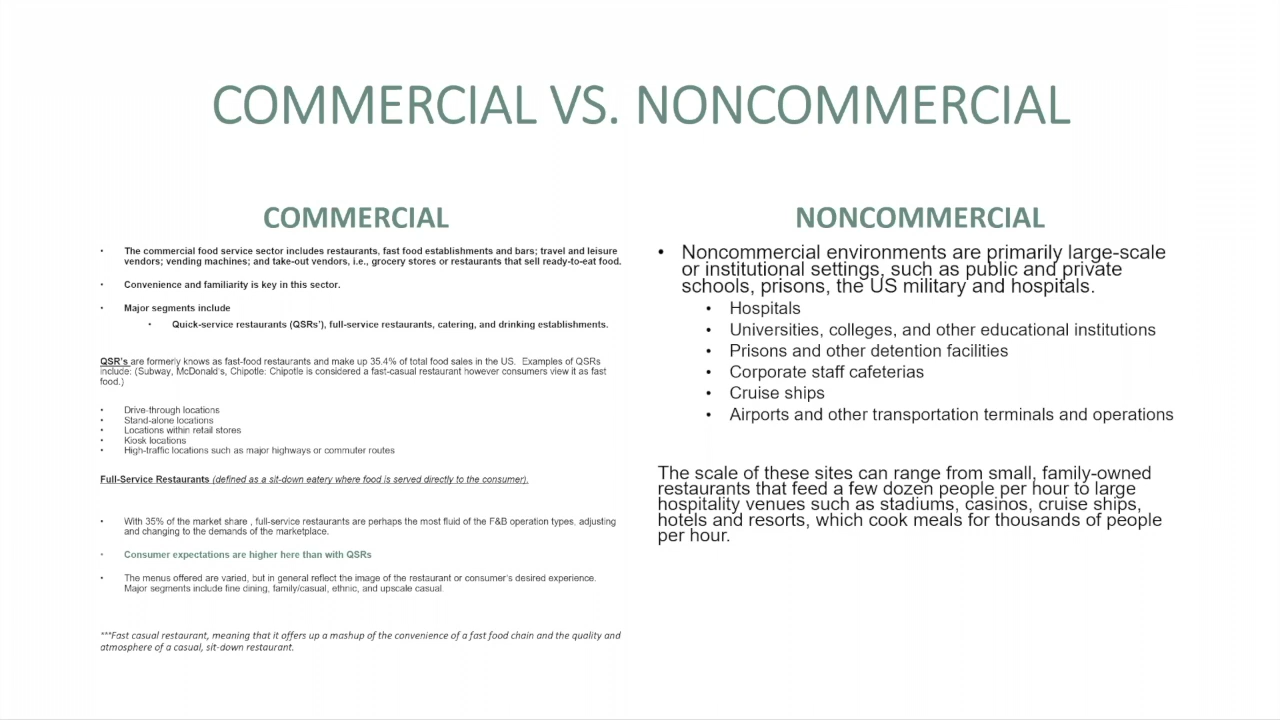 COMMERCIAL VS. NONCOMMERCIAL
COMMERCIAL
• The commercial food service sector includes restaurants, fast food establishments and bars; travel and leisure
vendors; vending machines; and take-out vendors, i.e., grocery stores or restaurants that sell ready-to-eat food.
• Convenience and familiarity is key in this sector.
• Major segments include
• Quick-service restaurants (QSRs'), full-service restaurants, catering, and drinking establishments.
QSR's are formerly knows as fast-food restaurants and make up 35.4% of total food sales in the US. Examples of QSRs
include: (Subway, McDonald's, Chipotle: Chipotle is considered a fast-casual restaurant however consumers view it as fast
food.)
• Drive-through locations
• Stand-alone locations
• Locations within retail stores
• Kiosk locations
• High-traffic locations such as major highways or commuter routes
Full-Service Restaurants (defined as a sit-down eatery where food is served directly to the consumer).
• With 35% of the market share , full-service restaurants are perhaps the most fluid of the F&B operation types, adjusting
and changing to the demands of the marketplace.
• Consumer expectations are higher here than with QSRs
• The menus offered are varied, but in general reflect the image of the restaurant or consumer's desired experience.
Major segments include fine dining, family/casual, ethnic, and upscale casual.
***Fast casual restaurant, meaning that it offers up a mashup of the convenience of a fast food chain and the quality and
atmosphere of a casual, sit-down restaurant.
NONCOMMERCIAL
• Noncommercial environments are primarily large-scale
or institutional settings, such as public and private
schools, prisons, the US military and hospitals.
• Hospitals
• Universities, colleges, and other educational institutions
• Prisons and other detention facilities
• Corporate staff cafeterias
• Cruise ships
• Airports and other transportation terminals and operations
The scale of these sites can range from small, family-owned
restaurants that feed a few dozen people per hour to large
hospitality venues such as stadiums, casinos, cruise ships,
hotels and resorts, which cook meals for thousands of people
per hour.